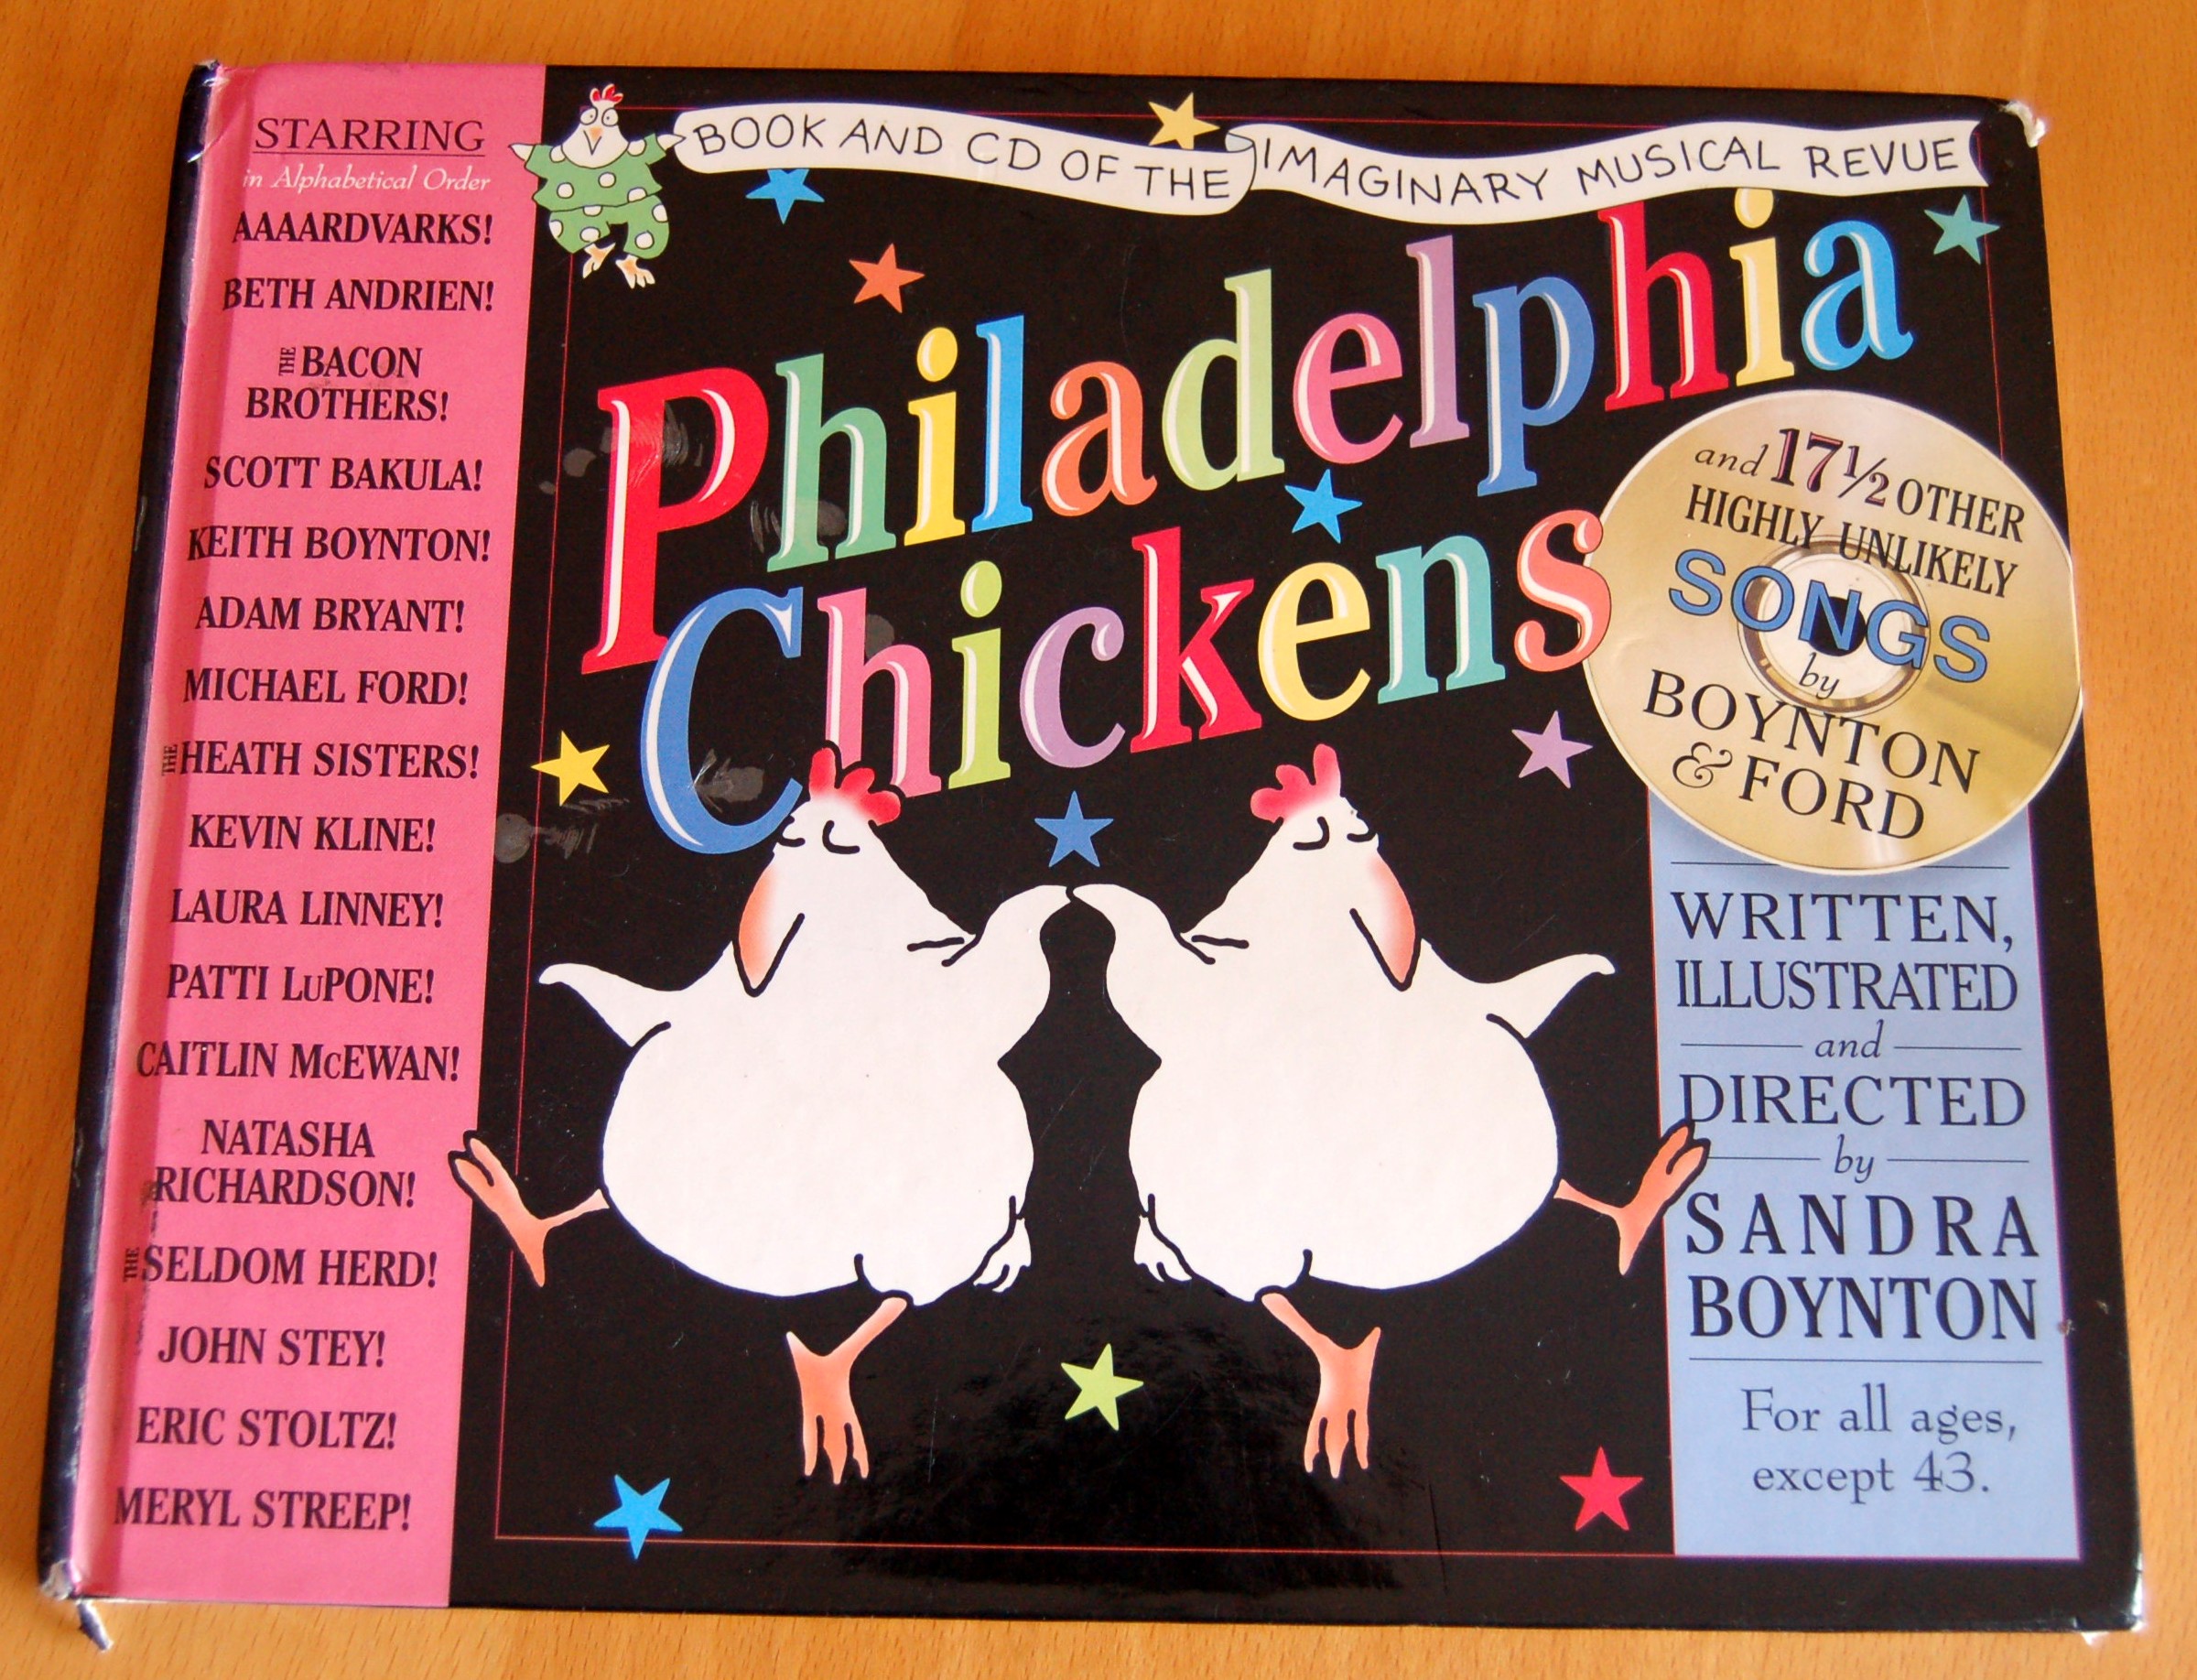 STARRING
in Alphabetical Order
AAAARDVARKS!
BETH ANDRIEN!
THE BACON
BROTHERS!
SCOTT BAKULA!
KEITH BOYNTON!
ADAM BRYANT!
MICHAEL FORD!
THE HEATH SISTERS!
KEVIN KLINE!
LAURA LINNEY!
PATTI LuPONE!
CAITLIN McEWAN!
NATASHA
RICHARDSON!
THE SELDOM HERD!
JOHN STEY!
ERIC STOLTZ!
MERYL STREEP!
BOOK AND CD OF THE IMAGINARY MUSICAL REVUE
Philadelphia
Chickens
and 17½ OTHER
HIGHLY UNLIKELY
SONGS
by
BOYNTON
& FORD
WRITTEN,
ILLUSTRATED
and
DIRECTED
by
SANDRA
BOYNTON
For all ages,
except 43.